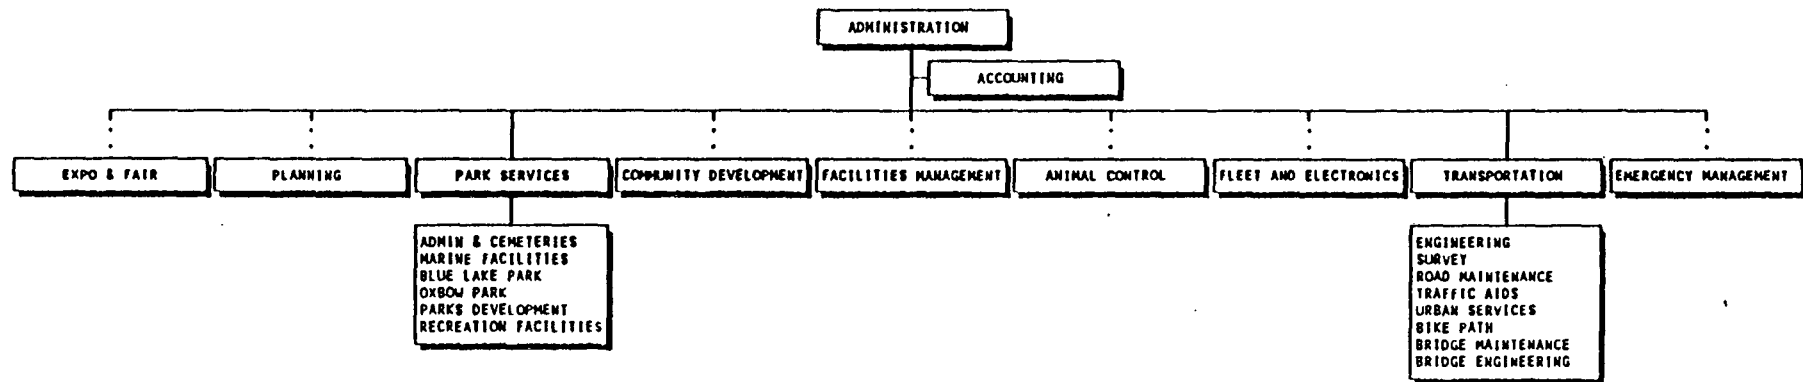 ADMINISTRATION
ACCOUNTING
EXPO & FAIR
PLANNING
PARK SERVICES
COMMUNITY DEVELOPMENT
FACILITIES MANAGEMENT
ANIMAL CONTROL
FLEET AND ELECTRONICS
TRANSPORTATION
EMERGENCY MANAGEMENT
ADMIN & CEMETERIES
MARINE FACILITIES
BLUE LAKE PARK
OXBOW PARK
PARKS DEVELOPMENT
RECREATION FACILITIES
ENGINEERING
SURVEY
ROAD MAINTENANCE
TRAFFIC AIDS
URBAN SERVICES
BIKE PATH
BRIDGE MAINTENANCE
BRIDGE ENGINEERING